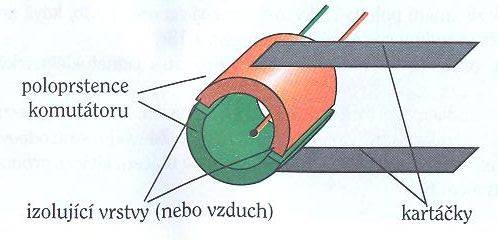 poloprstence
komutátoru
izolující vrstvy (nebo vzduch)
kartáčky